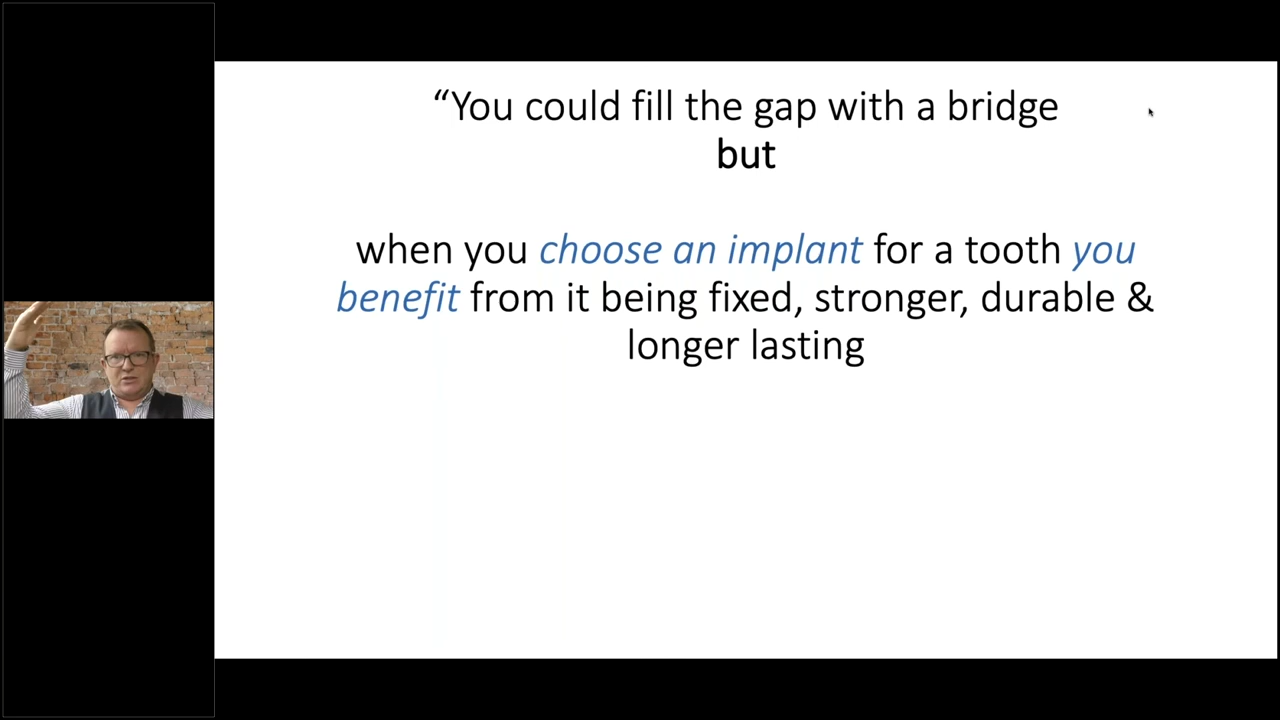 “You could fill the gap with a bridge
but
when you choose an implant for a tooth you
benefit from it being fixed, stronger, durable &
longer lasting